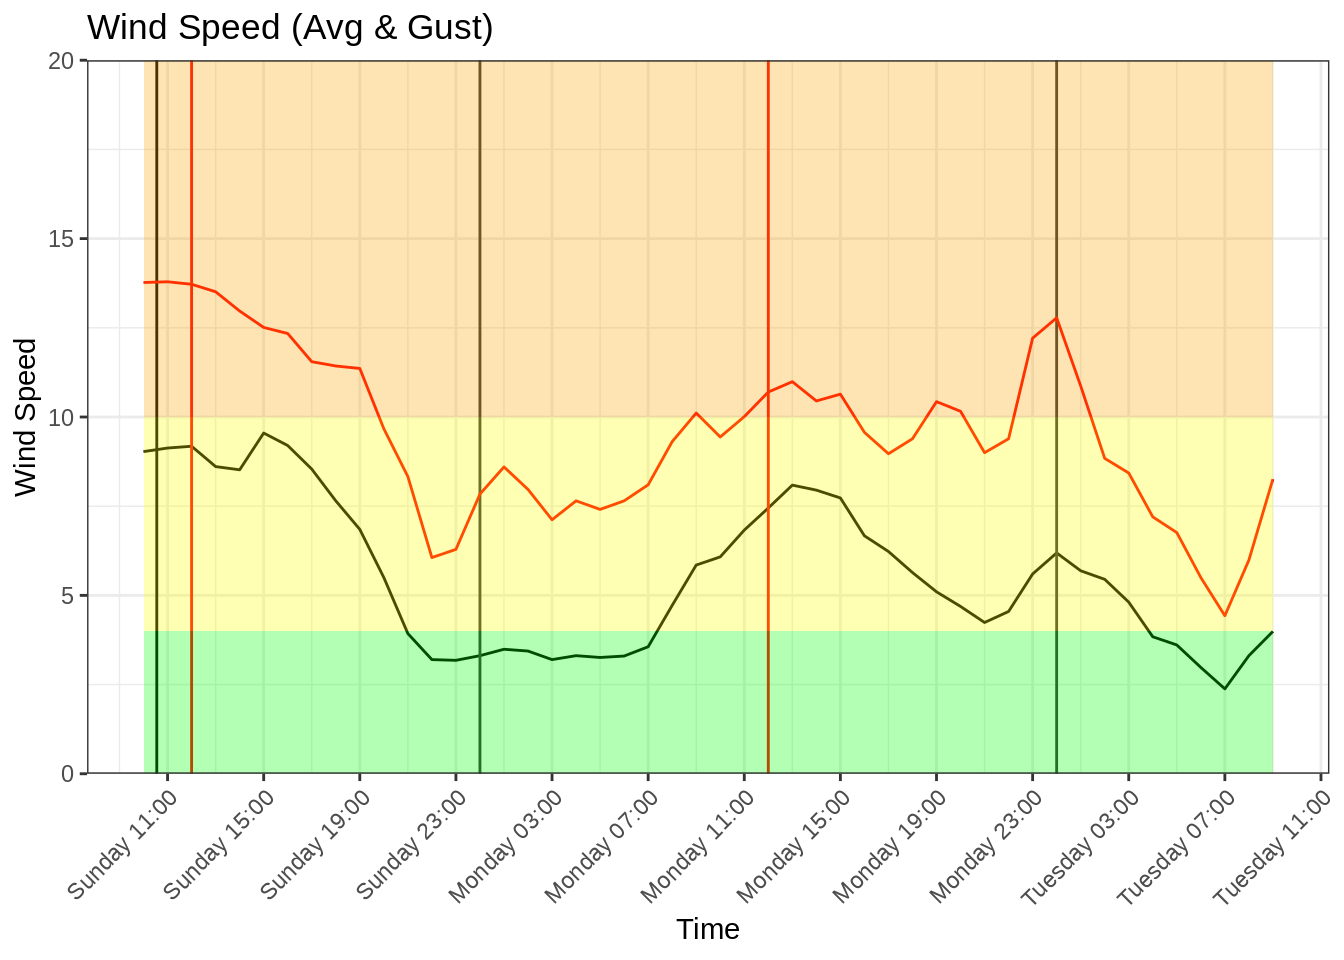 Wind Speed (Avg & Gust)
20
15
10
5
0
Wind Speed
Sunday 11:00
Sunday 15:00
Sunday 19:00
Sunday 23:00
Monday 03:00
Monday 07:00
Monday 11:00
Monday 15:00
Monday 19:00
Monday 23:00
Tuesday 03:00
Tuesday 07:00
Tuesday 11:00
Time